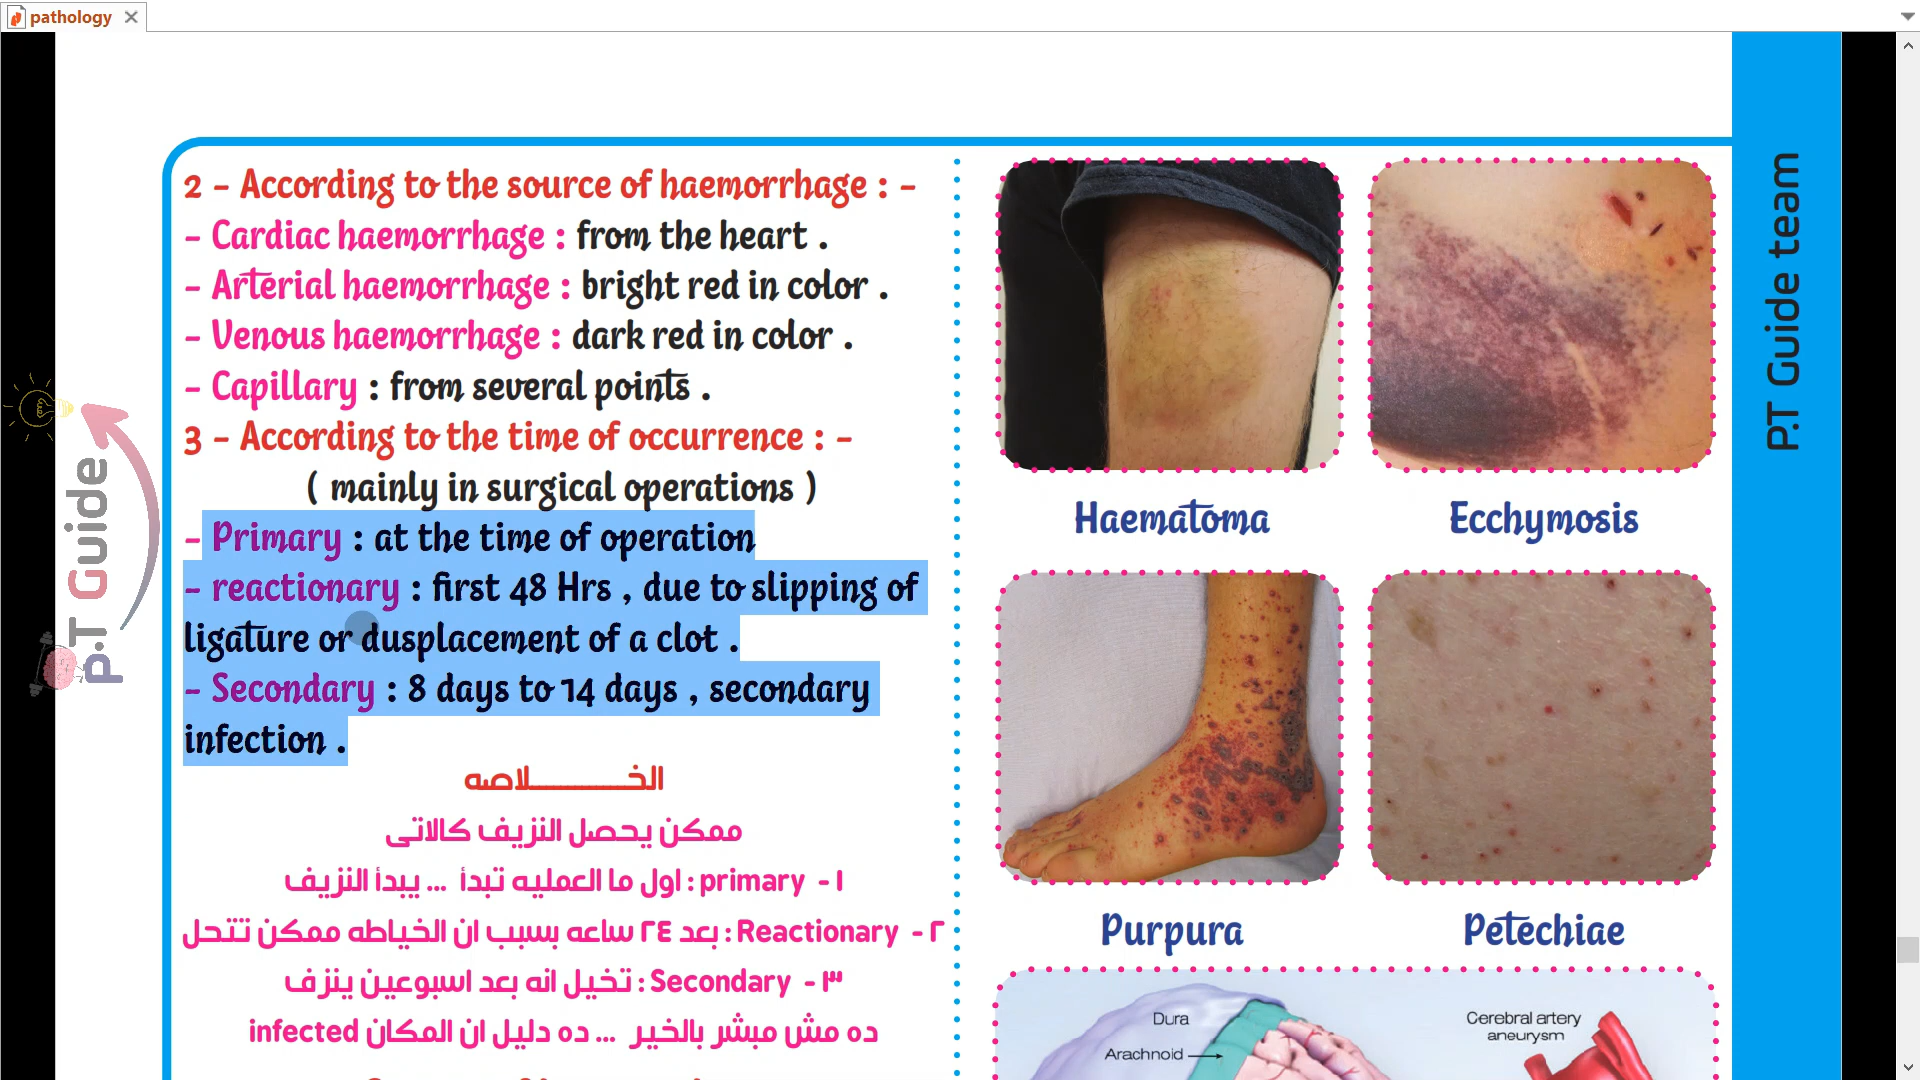 pathology
2 - According to the source of haemorrhage : -
- Cardiac haemorrhage : from the heart .
- Arterial haemorrhage : bright red in color .
- Venous haemorrhage : dark red in color .
- Capillary : from several points .
3 - According to the time of occurrence : -
( mainly in surgical operations )
- Primary : at the time of operation
- reactionary : first 48 Hrs , due to slipping of
ligature or dusplacement of a clot .
- Secondary : 8 days to 14 days , secondary
infection .
الخـــــــــلاصه
ممكن يحصل النزيف كالاتى
١ - primary : اول ما العمليه تبدأ ... يبدأ النزيف
٢ - Reactionary : بعد ٢٤ ساعه بسبب ان الخياطه ممكن تتحل
٣ - Secondary : تخيل انه بعد اسبوعين ينزف
ده مش مبشر بالخير ... ده دليل ان المكان infected
Haematoma
Ecchymosis
Purpura
Petechiae
Dura
Arachnoid
Cerebral artery
aneurysm
P.T Guide team
P.T Guide